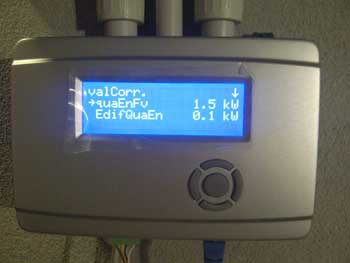 valCorr. ↓
→quaEnFv 1.5 kW
EdifQuaEn 0.1 kW